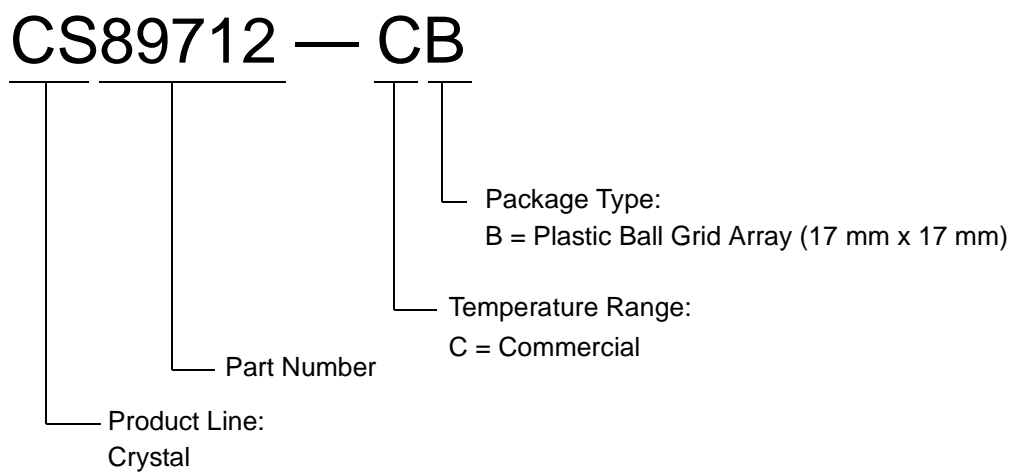 CS89712 — CB
Package Type:
B = Plastic Ball Grid Array (17 mm x 17 mm)
Temperature Range:
C = Commercial
Part Number
Product Line:
Crystal